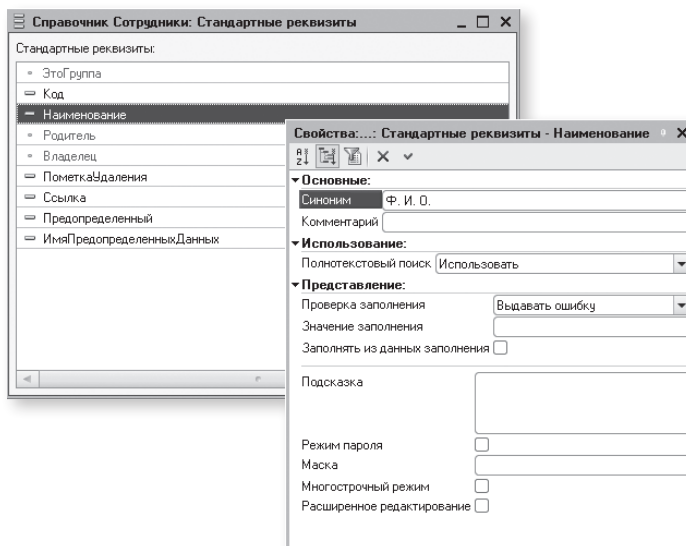 Справочник Сотрудники: Стандартные реквизиты
Стандартные реквизиты:
ЭтоГруппа
Код
Наименование
Родитель
Владелец
ПометкаУдаления
Ссылка
Предопределенный
ИмяПредопределенныхДанных
Свойства:...: Стандартные реквизиты - Наименование
Основные:
Синоним Ф. И. О.
Комментарий
Использование:
Полнотекстовый поиск Использовать
Представление:
Проверка заполнения Выдавать ошибку
Значение заполнения
Заполнять из данных заполнения
Подсказка
Режим пароля
Маска
Многострочный режим
Расширенное редактирование